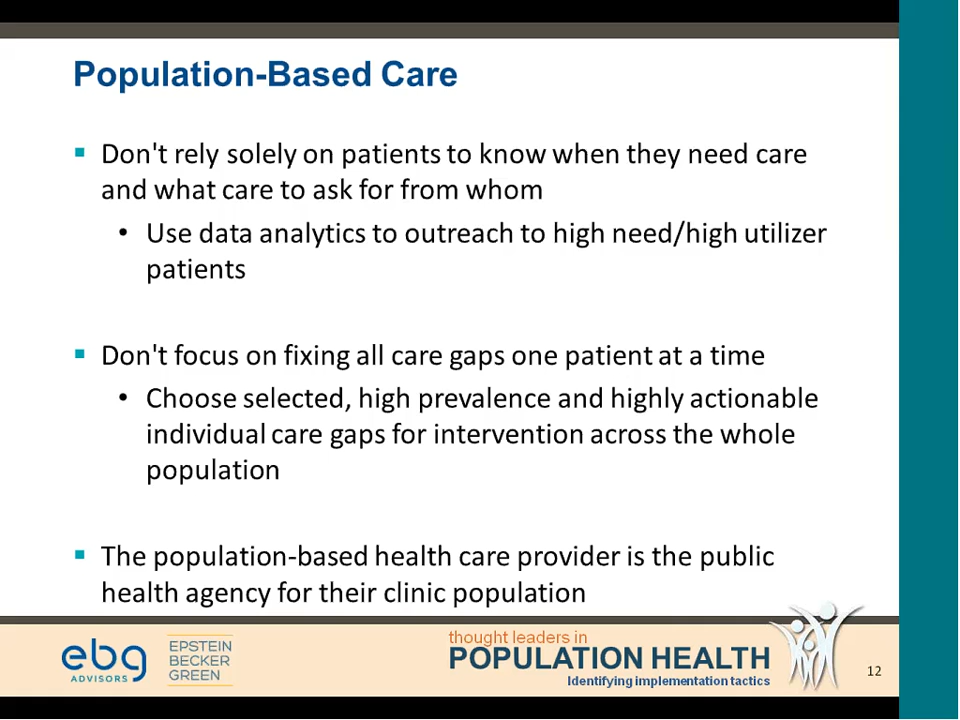 Population-Based Care
Don't rely solely on patients to know when they need care
and what care to ask for from whom
Use data analytics to outreach to high need/high utilizer
patients
Don't focus on fixing all care gaps one patient at a time
Choose selected, high prevalence and highly actionable
individual care gaps for intervention across the whole
population
The population-based health care provider is the public
health agency for their clinic population
ebg
ADVISORS
EPSTEIN
BECKER
GREEN
thought leaders in
POPULATION HEALTH
Identifying implementation tactics
12